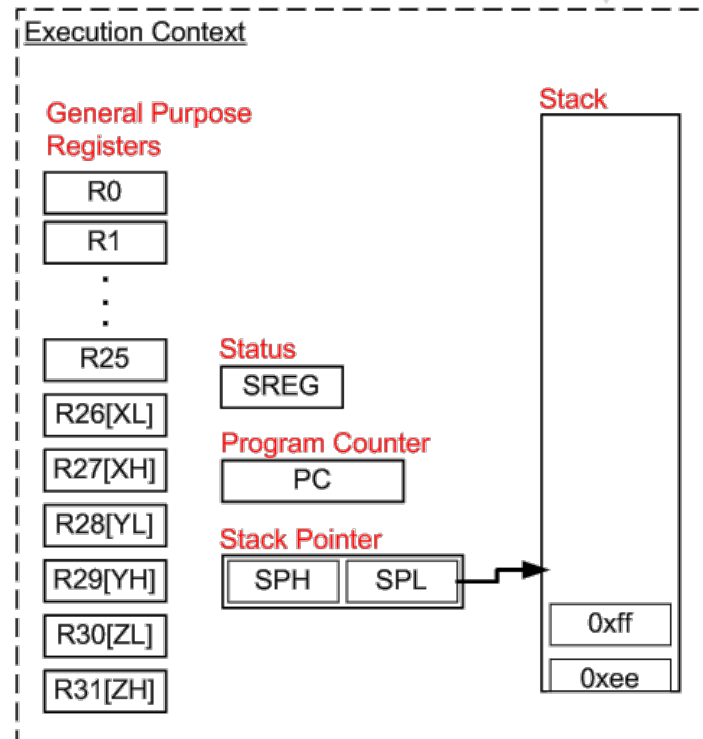 Execution Context
General Purpose
Registers
R0
R1
R25
R26[XL]
R27[XH]
R28[YL]
R29[YH]
R30[ZL]
R31[ZH]
Status
SREG
Program Counter
PC
Stack Pointer
SPH SPL
Stack
0xff
0xee